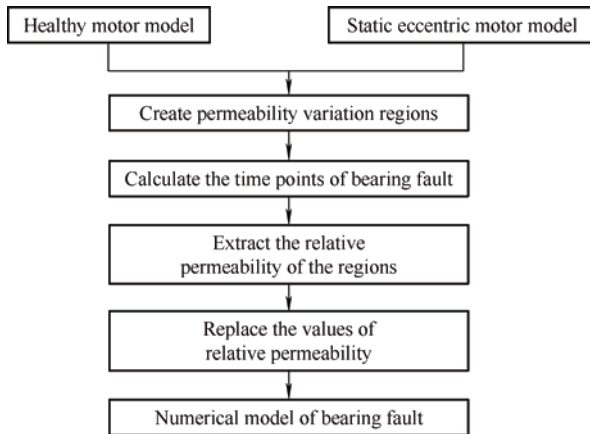 Healthy motor model
Static eccentric motor model
Create permeability variation regions
Calculate the time points of bearing fault
Extract the relative
permeability of the regions
Replace the values of
relative permeability
Numerical model of bearing fault